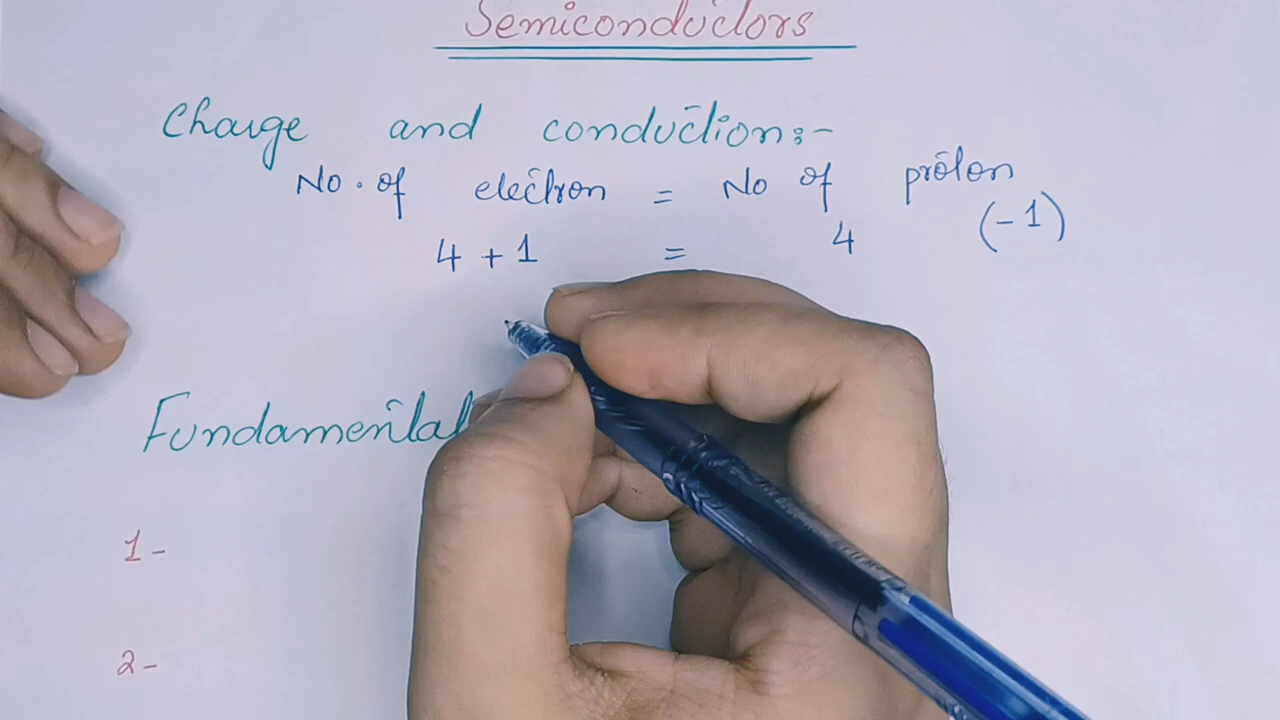 Semiconductors
Charge and conduction:-
No. of electron = No of proton
4 + 1 = 4 (-1)
Fundamental
1-
2-